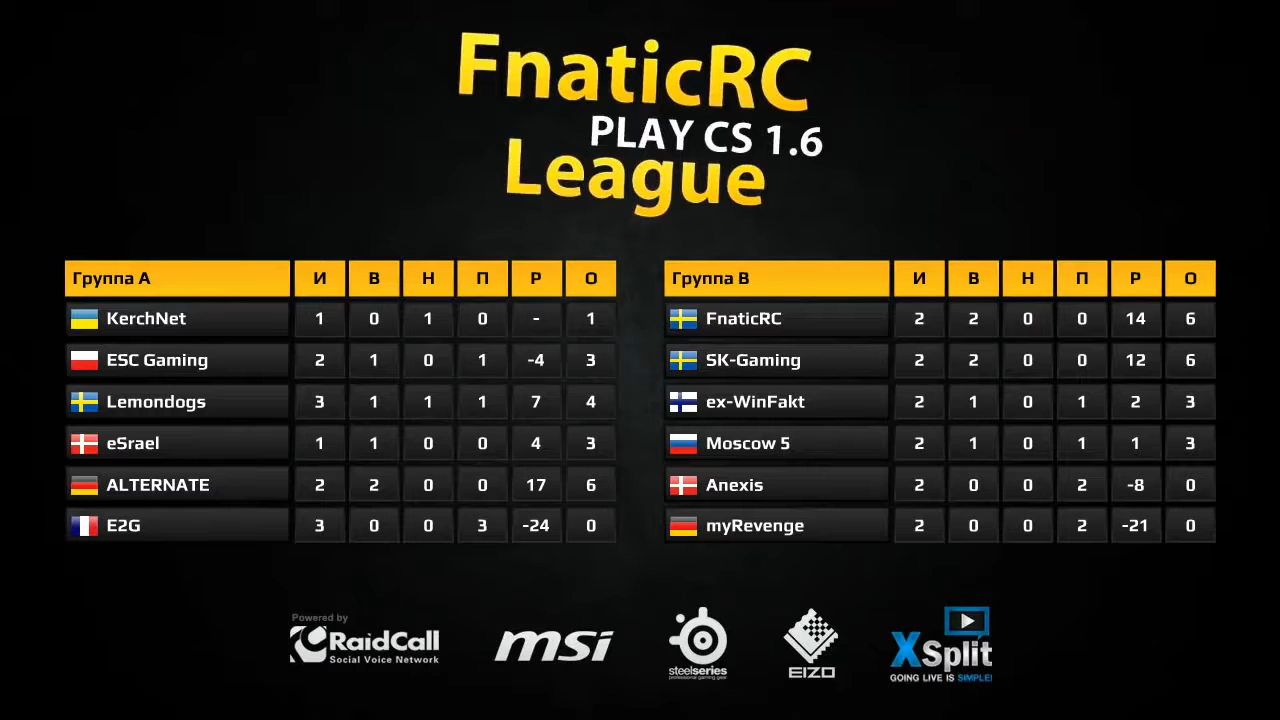 FnaticRC
PLAY CS 1.6
League
Группа A И В Н П Р О
KerchNet 1 0 1 0 - 1
ESC Gaming 2 1 0 1 -4 3
Lemondogs 3 1 1 1 7 4
eSrael 1 1 0 0 4 3
ALTERNATE 2 2 0 0 17 6
E2G 3 0 0 3 -24 0
Группа B И В Н П Р О
FnaticRC 2 2 0 0 14 6
SK-Gaming 2 2 0 0 12 6
ex-WinFakt 2 1 0 1 2 3
Moscow 5 2 1 0 1 1 3
Anexis 2 0 0 2 -8 0
myRevenge 2 0 0 2 -21 0
Powered by
RaidCall
Social Voice Network
msi
steelseries
professional gaming gear
EIZO
XSplit
GOING LIVE IS SIMPLE!